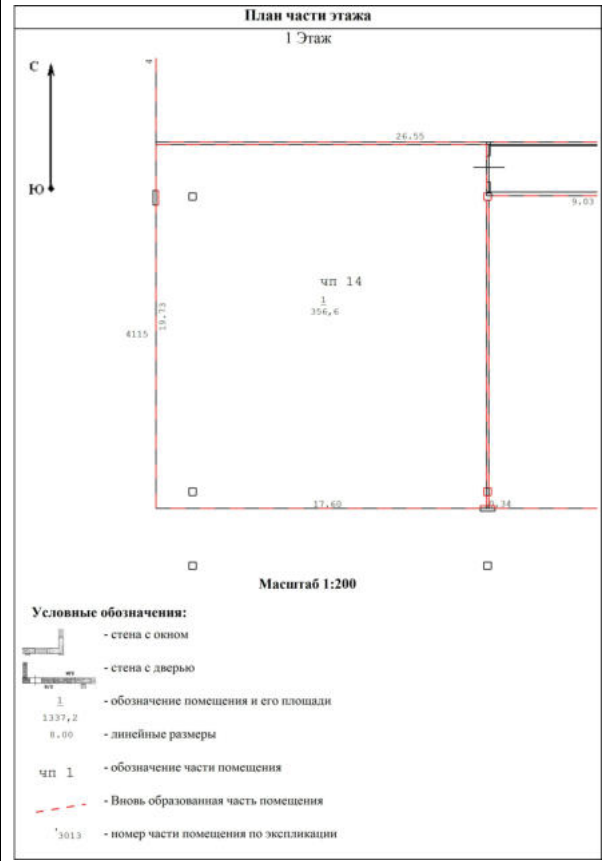 План части этажа
1 Этаж
С
4
26.55
Ю
9.03
чп 14
1
356,6
19.73
4115
17.60
0.34
Масштаб 1:200
Условные обозначения:
- стена с окном
- стена с дверью
1
1337,2
- обозначение помещения и его площади
8.00
- линейные размеры
чп 1
- обозначение части помещения
- Вновь образованная часть помещения
'3013
- номер части помещения по экспликации